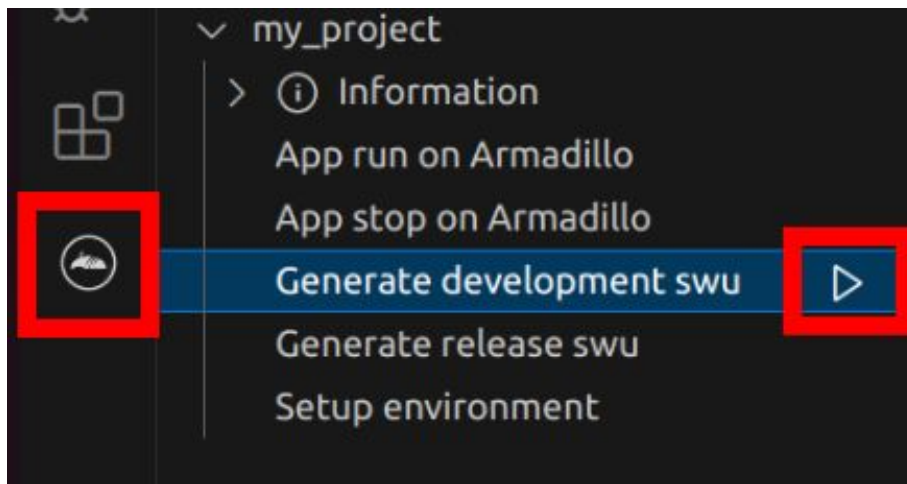 my_project
Information
App run on Armadillo
App stop on Armadillo
Generate development swu
Generate release swu
Setup environment